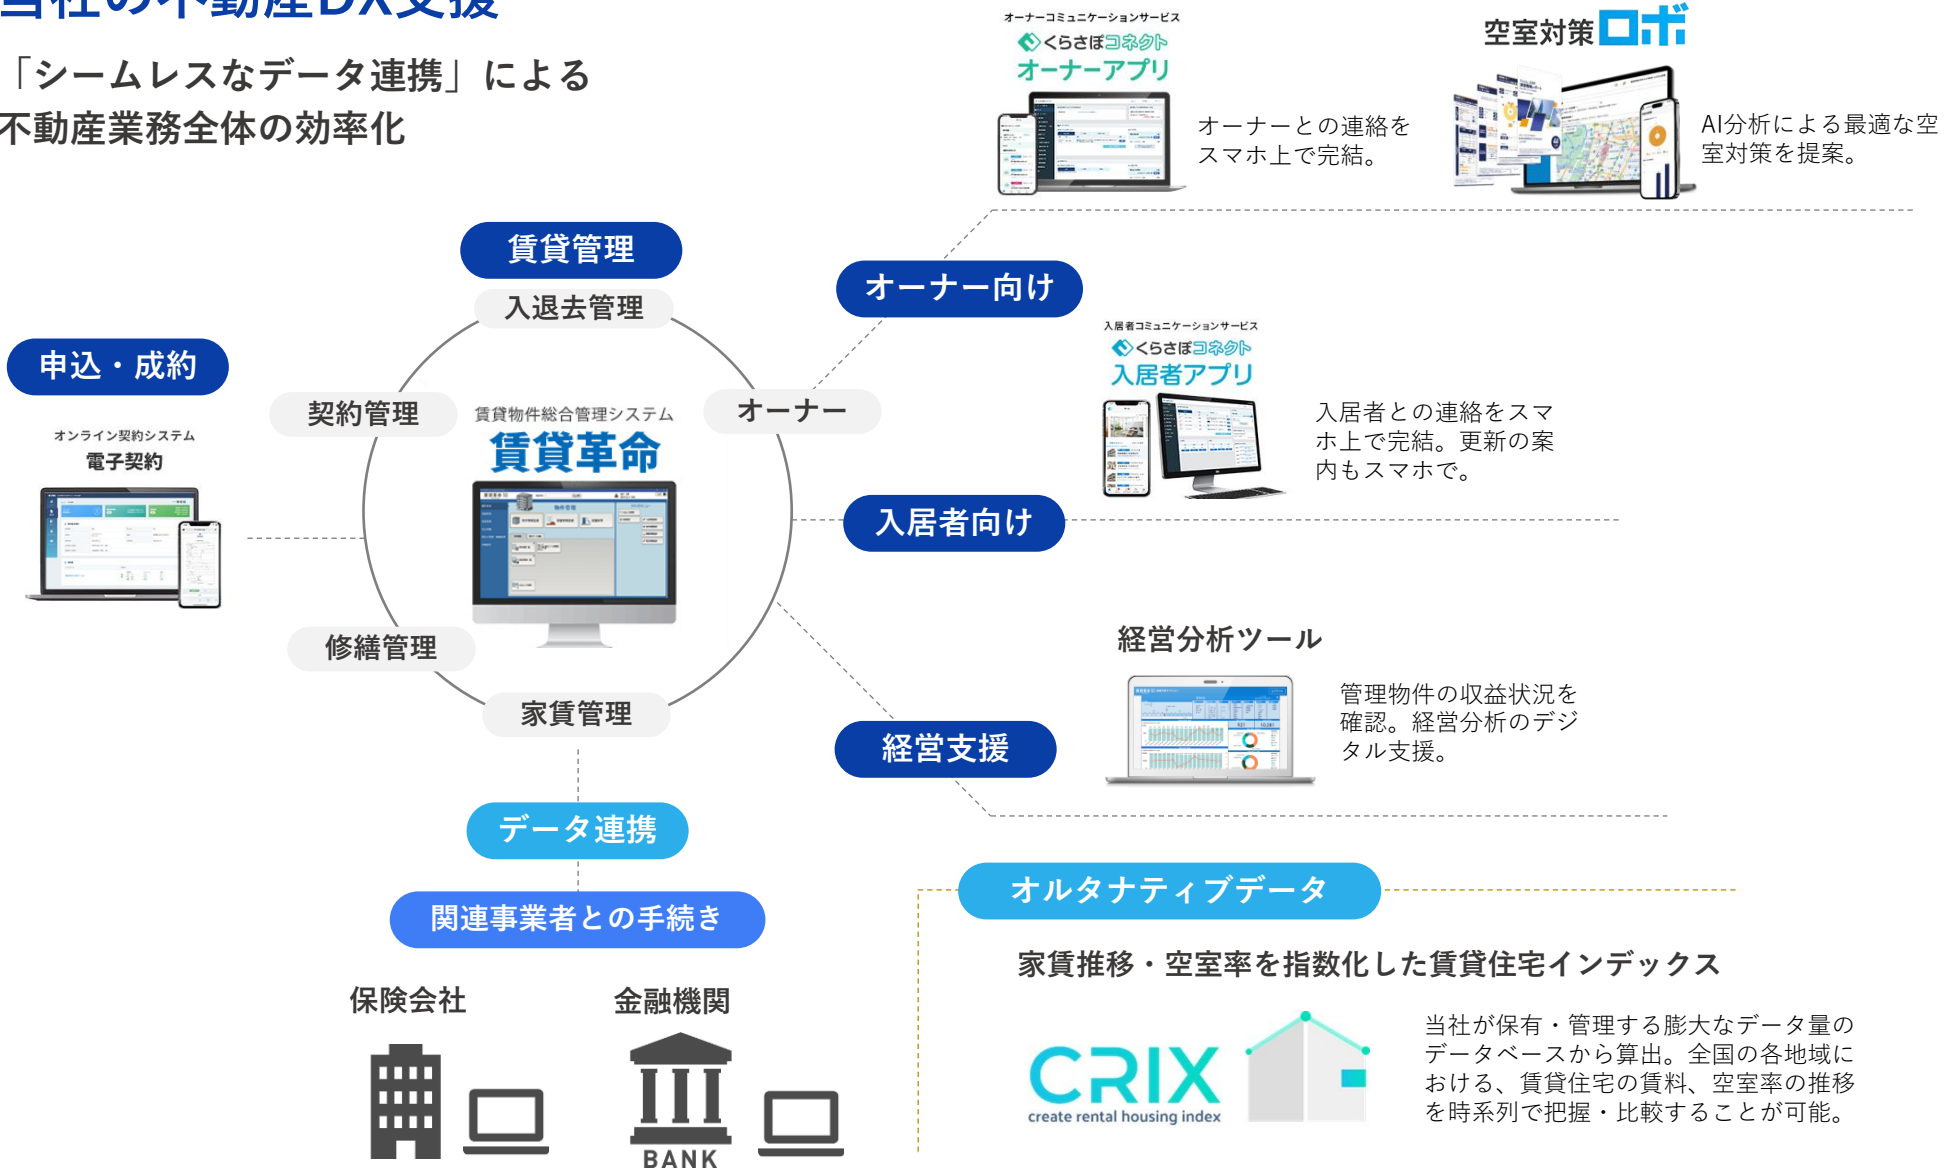 当社の不動産DX支援
「シームレスなデータ連携」による
不動産業務全体の効率化
オーナーコミュニケーションサービス
くらさぽコネクト
オーナーアプリ
オーナーとの連絡を
スマホ上で完結。
空室対策ロボ
AI分析による最適な空
室対策を提案。
賃貸管理
入退去管理
オーナー向け
申込・成約
契約管理
オーナー
オンライン契約システム
電子契約
賃貸物件総合管理システム
賃貸革命
入居者コミュニケーションサービス
くらさぽコネクト
入居者アプリ
入居者との連絡をスマ
ホ上で完結。更新の案
内もスマホで。
入居者向け
修繕管理
家賃管理
経営支援
経営分析ツール
管理物件の収益状況を
確認。経営分析のデジ
タル支援。
データ連携
関連事業者との手続き
保険会社
金融機関
BANK
オルタナティブデータ
家賃推移・空室率を指数化した賃貸住宅インデックス
CRIX
create rental housing index
当社が保有・管理する膨大なデータ量の
データベースから算出。全国の各地域に
おける、賃貸住宅の賃料、空室率の推移
を時系列で把握・比較することが可能。